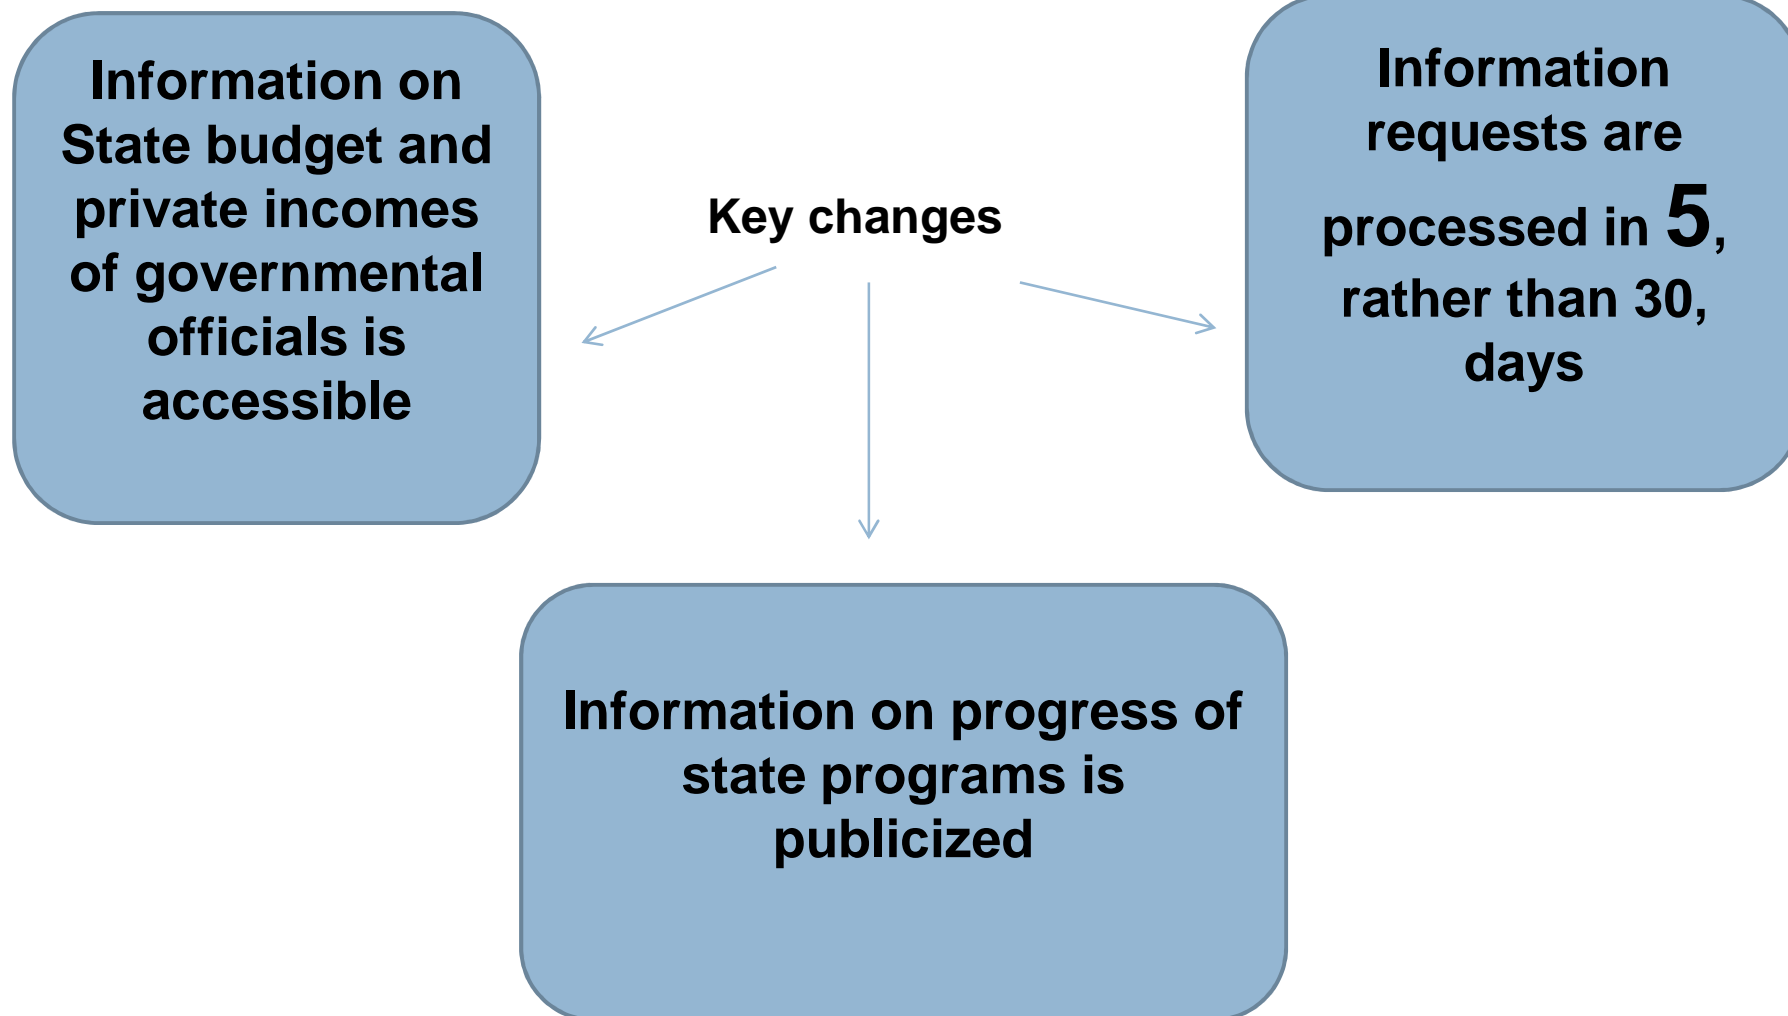 Information on
State budget and
private incomes
of governmental
officials is
accessible
Key changes
Information
requests are
processed in 5,
rather than 30,
days
Information on progress of
state programs is
publicized